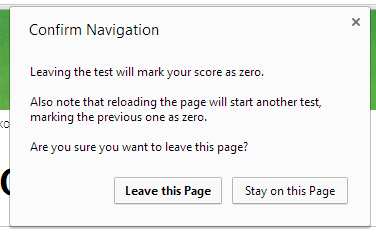 Confirm Navigation
Leaving the test will mark your score as zero.
Also note that reloading the page will start another test,
marking the previous one as zero.
Are you sure you want to leave this page?
Leave this Page
Stay on this Page